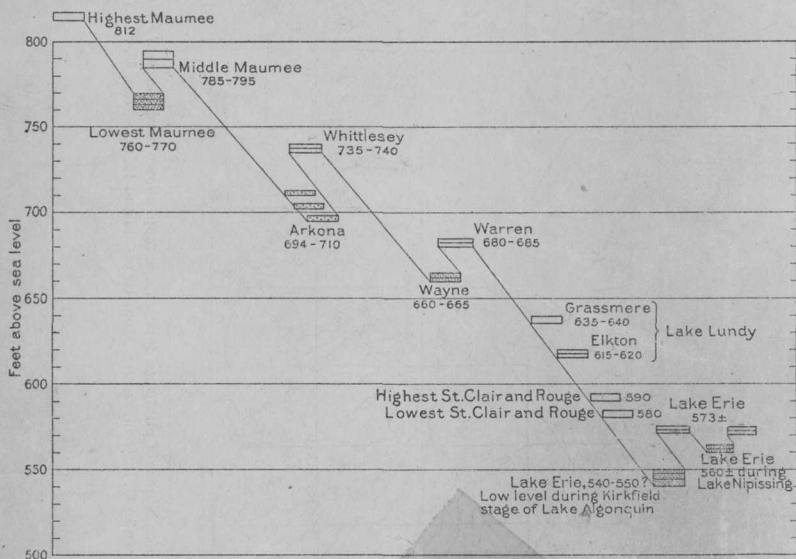 Highest Maumee
812
800
Middle Maumee
785-795
Lowest Maumee
760-770
750
Whittlesey
735-740
700
Arkona
694-710
Warren
680-685
Wayne
660-665
650
Grassmere
635-640
Elkton
615-620
Lake Lundy
600
Highest St. Clair and Rouge 590
Lowest St. Clair and Rouge 580
Lake Erie
573±
550
Lake Erie
560± during
Lake Nipissing
Lake Erie, 540-550?
Low level during Kirkfield
stage of Lake Algonquin
500
Feet above sea level